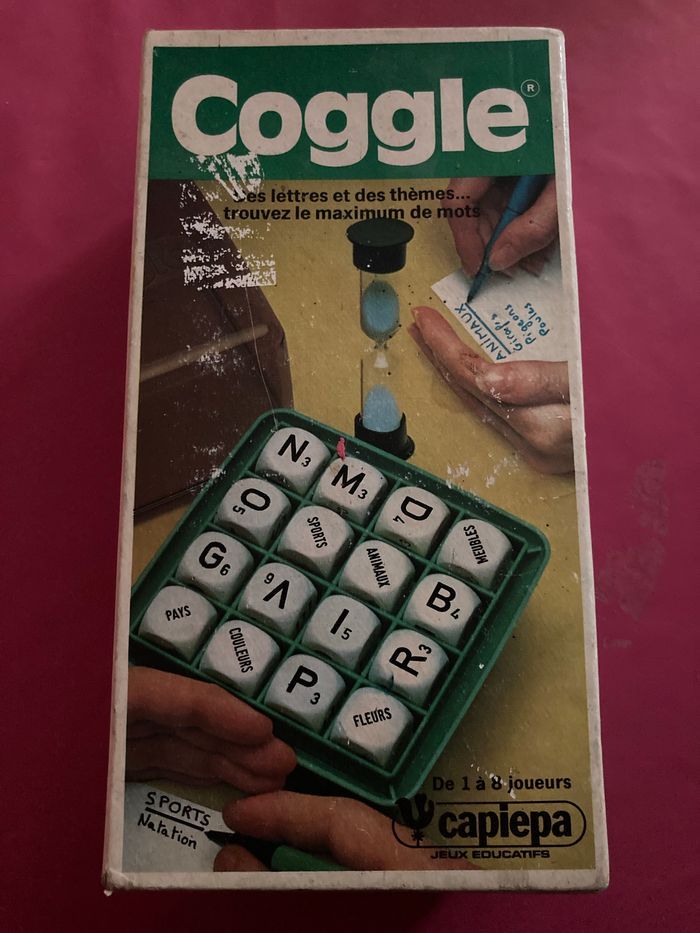 Coggle®
Des lettres et des thèmes...
trouvez le maximum de mots
ANIMAUX
Pigeons
Poules
N3 M3 D4 MEUBLES
O5 SPORTS ANIMAUX B4
G6 V6 I5 R3
PAYS COULEURS P3 FLEURS
De 1 à 8 joueurs
capiepa
JEUX EDUCATIFS
SPORTS
Natation